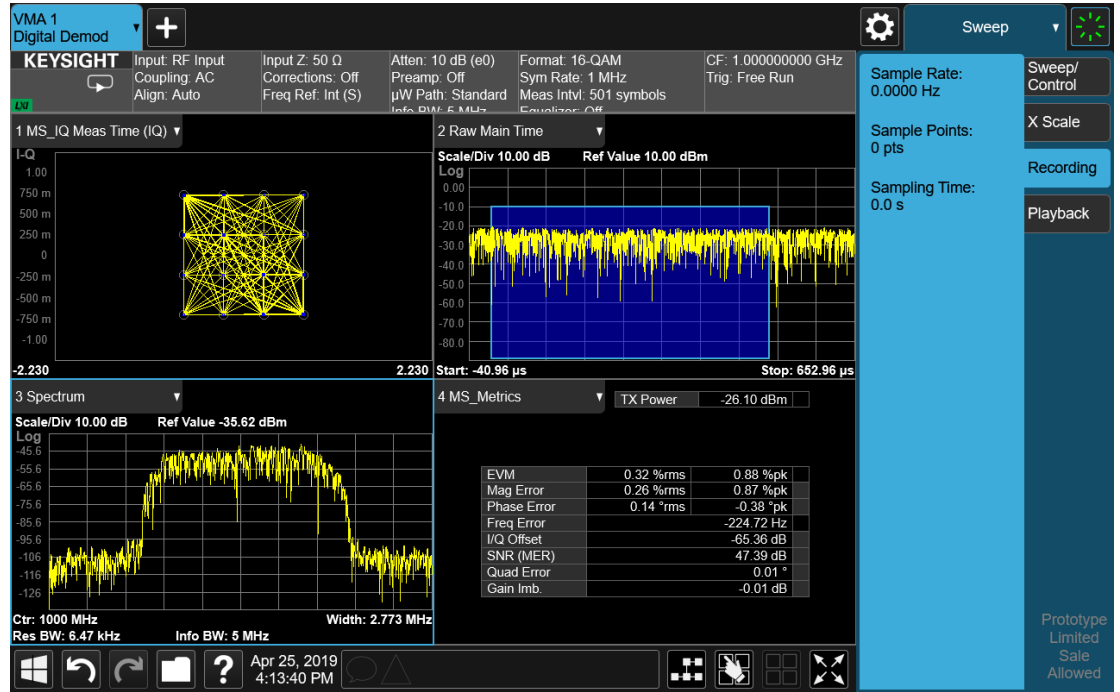 VMA 1
Digital Demod
Sweep
KEYSIGHT
LXI
Input: RF Input
Coupling: AC
Align: Auto
Input Z: 50 Ω
Corrections: Off
Freq Ref: Int (S)
Atten: 10 dB (e0)
Preamp: Off
µW Path: Standard
Info BW: 5 MHz
Format: 16-QAM
Sym Rate: 1 MHz
Meas Intvl: 501 symbols
Equalizer: Off
CF: 1.000000000 GHz
Trig: Free Run
1 MS_IQ Meas Time (IQ)
I-Q
1.00
750 m
500 m
250 m
0
-250 m
-500 m
-750 m
-1.00
-2.230 2.230
2 Raw Main Time
Scale/Div 10.00 dB Ref Value 10.00 dBm
Log
0.00
-10.0
-20.0
-30.0
-40.0
-50.0
-60.0
-70.0
-80.0
Start: -40.96 µs Stop: 652.96 µs
3 Spectrum
Scale/Div 10.00 dB Ref Value -35.62 dBm
Log
-45.6
-55.6
-65.6
-75.6
-85.6
-95.6
-106
-116
-126
Ctr: 1000 MHz Width: 2.773 MHz
Res BW: 6.47 kHz Info BW: 5 MHz
4 MS_Metrics
TX Power -26.10 dBm
EVM 0.32 %rms 0.88 %pk
Mag Error 0.26 %rms 0.87 %pk
Phase Error 0.14 °rms -0.38 °pk
Freq Error -224.72 Hz
I/Q Offset -65.36 dB
SNR (MER) 47.39 dB
Quad Error 0.01 °
Gain Imb. -0.01 dB
Sample Rate:
0.0000 Hz
Sample Points:
0 pts
Sampling Time:
0.0 s
Sweep/
Control
X Scale
Recording
Playback
Prototype
Limited
Sale
Allowed
?
Apr 25, 2019
4:13:40 PM